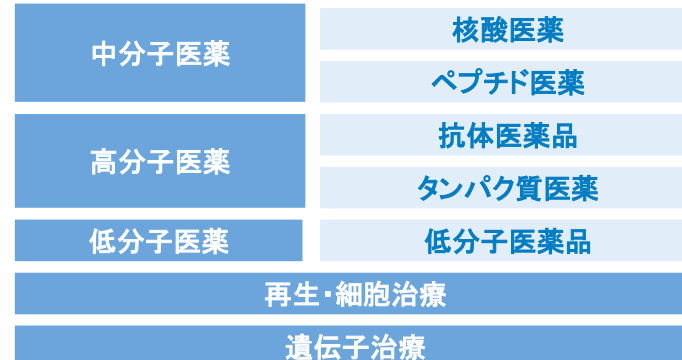 中分子医薬
核酸医薬
ペプチド医薬
高分子医薬
抗体医薬品
タンパク質医薬
低分子医薬
低分子医薬品
再生・細胞治療
遺伝子治療